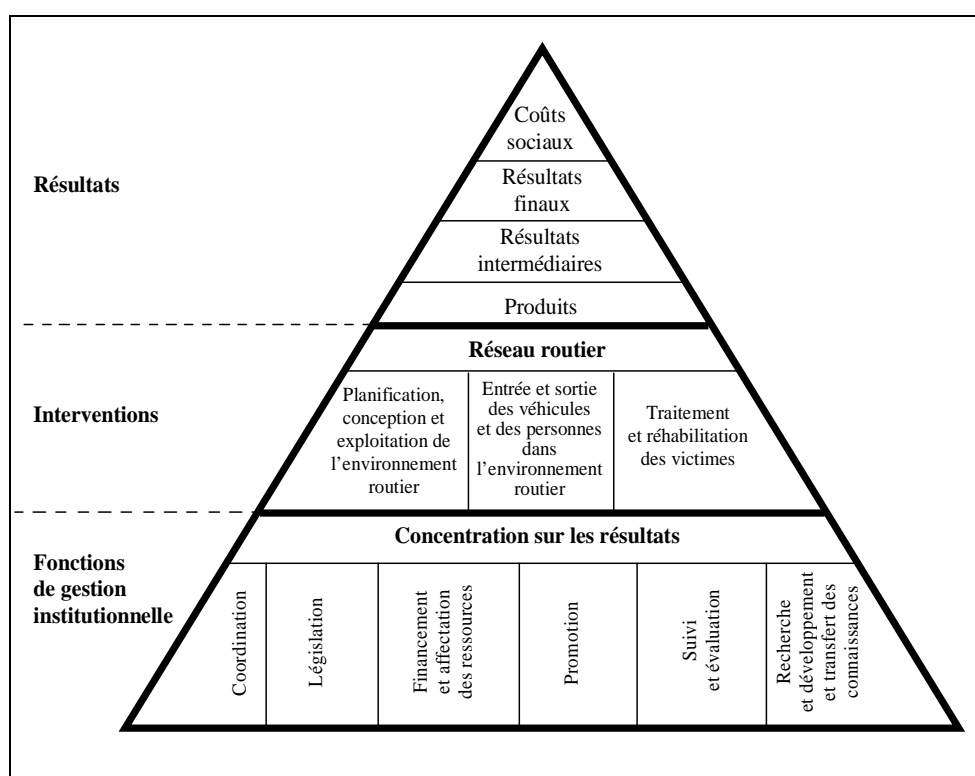 Coûts
sociaux
Résultats
Résultats
finaux
Résultats
intermédiaires
Produits
Réseau routier
Interventions
Planification,
conception et
exploitation de
l’environnement
routier
Entrée et sortie
des véhicules
et des personnes
dans
l’environnement
routier
Traitement
et réhabilitation
des victimes
Concentration sur les résultats
Fonctions
de gestion
institutionnelle
Coordination
Législation
Financement
et affectation
des ressources
Promotion
Suivi
et évaluation
Recherche
et développement
et transfert des
connaissances